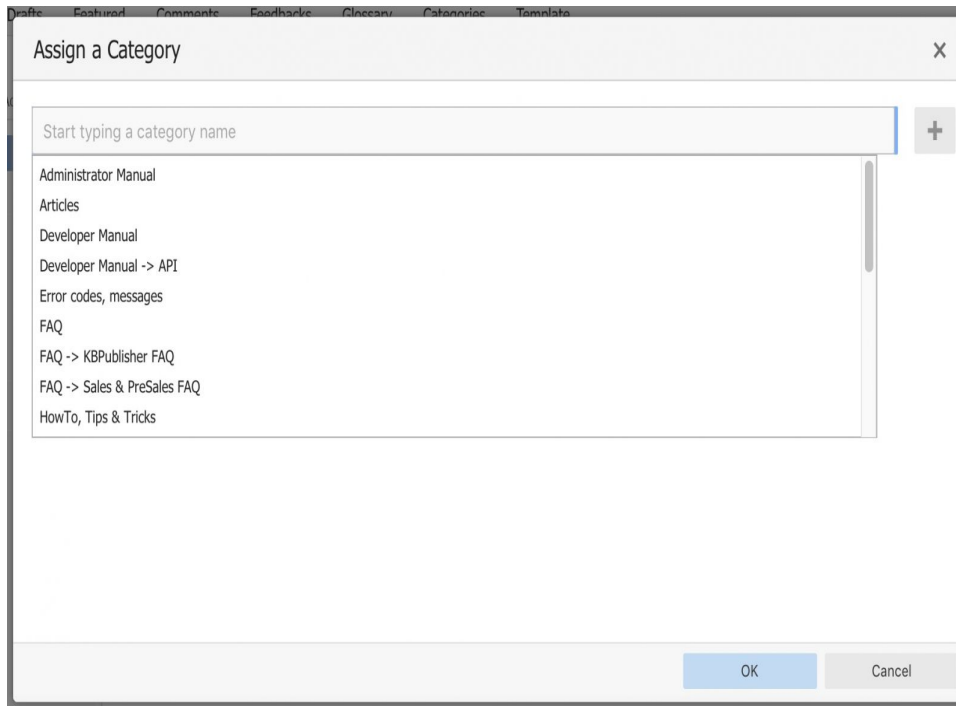 Drafts Featured Comments Feedbacks Glossary Categories Template
Assign a Category
x
Start typing a category name
+
Administrator Manual
Articles
Developer Manual
Developer Manual -> API
Error codes, messages
FAQ
FAQ -> KBPublisher FAQ
FAQ -> Sales & PreSales FAQ
HowTo, Tips & Tricks
OK Cancel